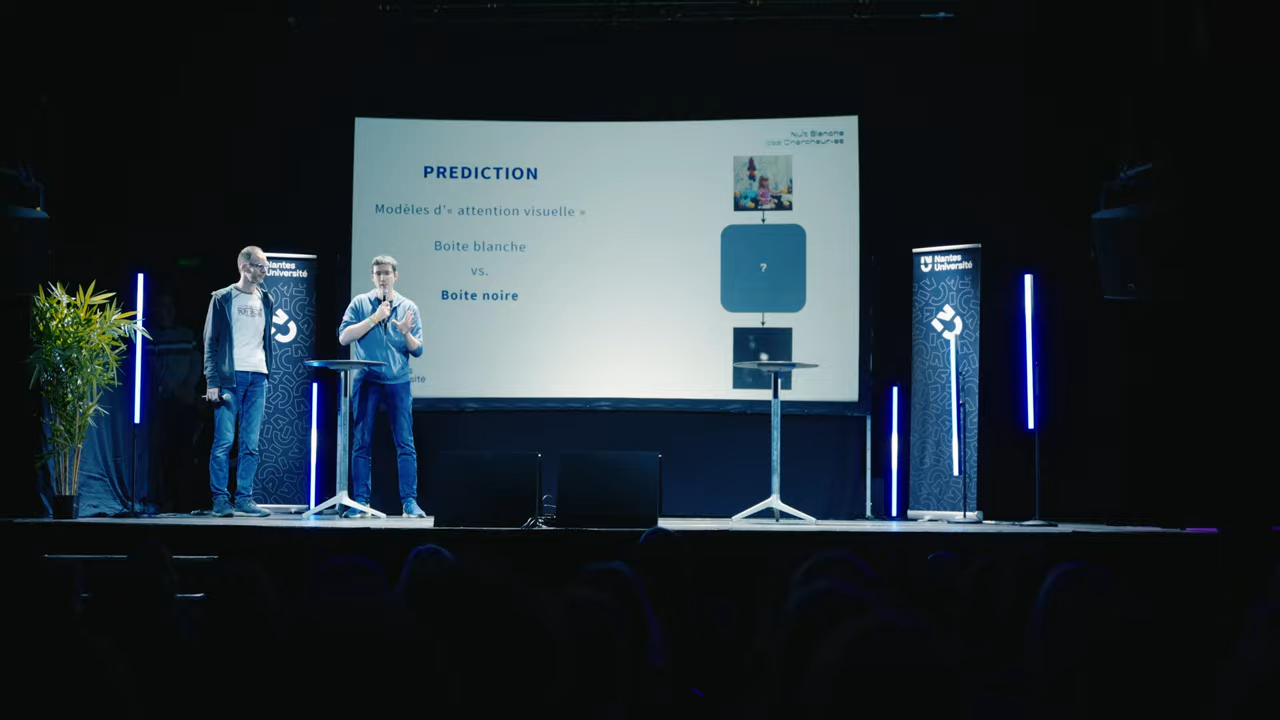 Nuit Blanche
des Chercheur·es
PREDICTION
Modèles d'« attention visuelle »
Boite blanche
vs.
Boite noire
?
Nantes
Université
Nantes
Université